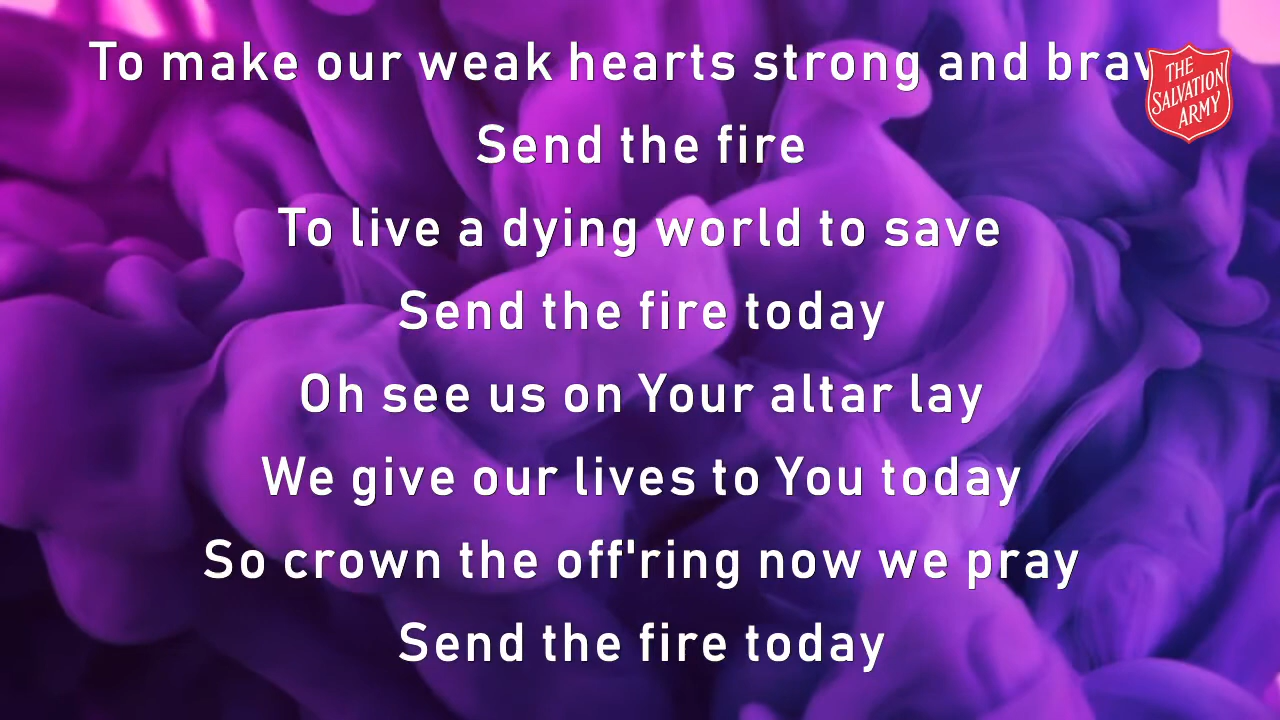 To make our weak hearts strong and brav
THE
SALVATION
ARMY
Send the fire
To live a dying world to save
Send the fire today
Oh see us on Your altar lay
We give our lives to You today
So crown the off'ring now we pray
Send the fire today